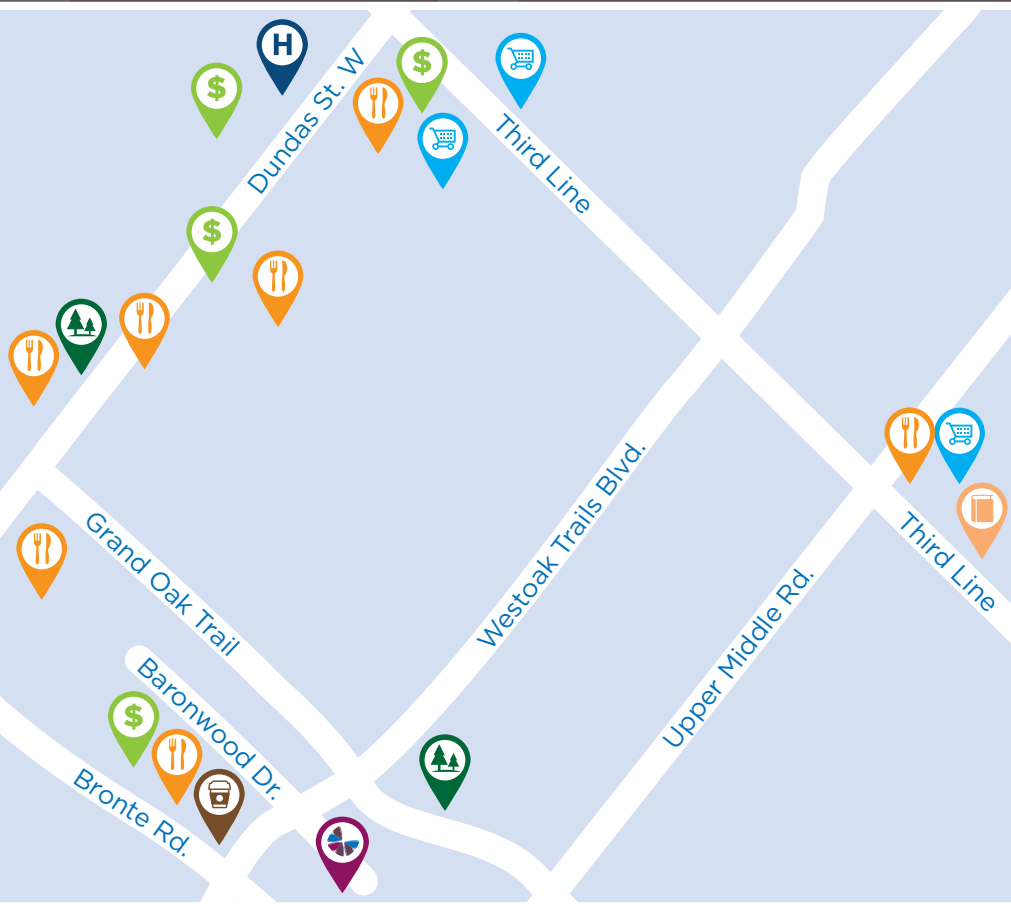 H
$
$
Dundas St. W
Third Line
$
Westoak Trails Blvd.
Third Line
Grand Oak Trail
Upper Middle Rd.
Baronwood Dr.
$
Bronte Rd.